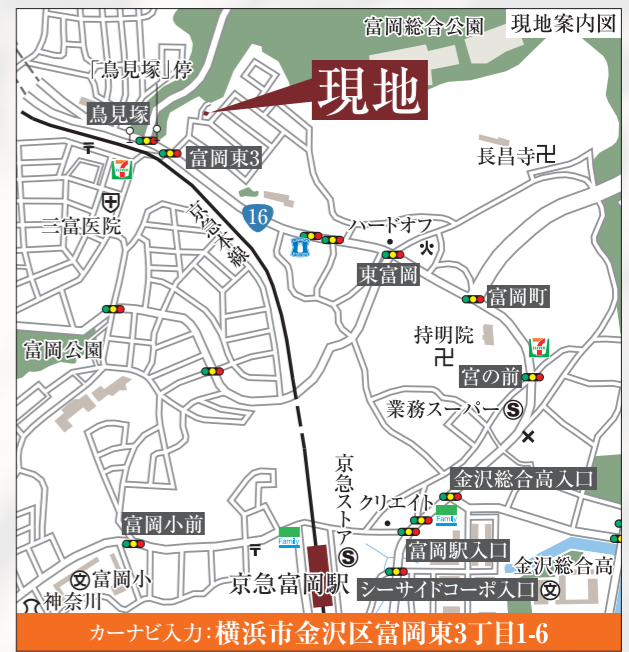 富岡総合公園
現地案内図
「鳥見塚」停
鳥見塚
現地
富岡東3
長昌寺
三富医院
京急本線
16
ハードオフ
東富岡
富岡町
富岡公園
持明院
宮の前
業務スーパー
S
京急ストア
S
金沢総合高入口
クリエイト
Family
富岡小前
Family
富岡駅入口
文
富岡小
京急富岡駅
金沢総合高
シーサイドコーポ入口
文
神奈川
カーナビ入力:横浜市金沢区富岡東3丁目1-6